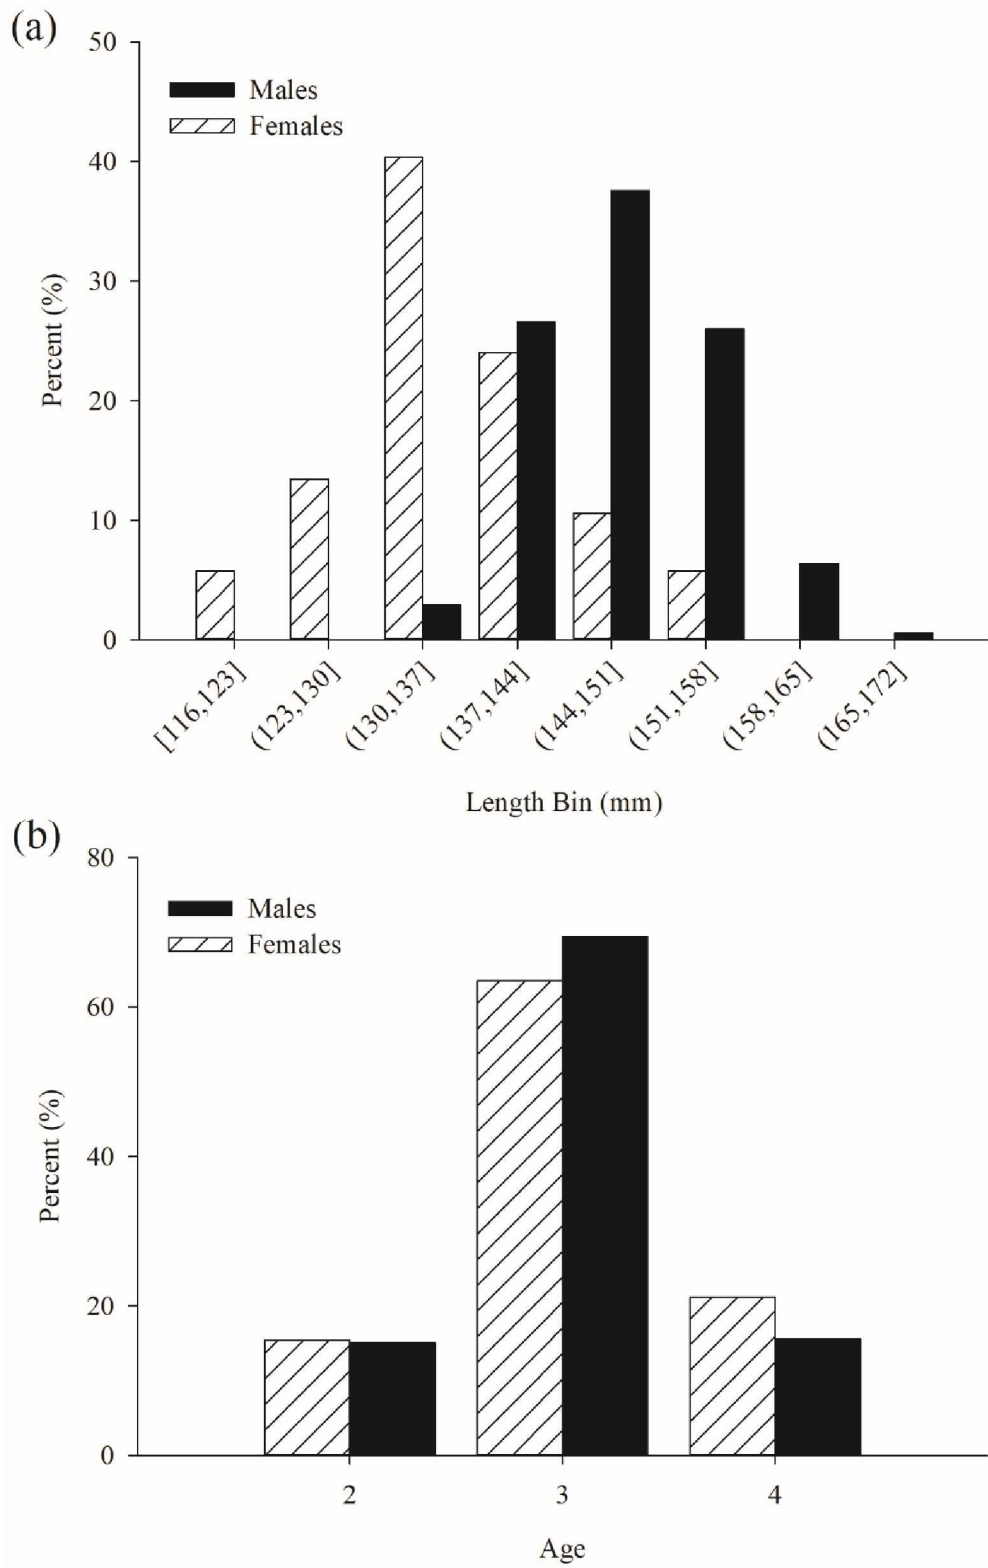 (a)
50
40
30
20
10
0
Percent (%)
Males
Females
[116,123]
(123,130]
(130,137]
(137,144]
(144,151]
(151,158]
(158,165]
(165,172]
Length Bin (mm)
(b)
80
60
40
20
0
Percent (%)
Males
Females
2
3
4
Age